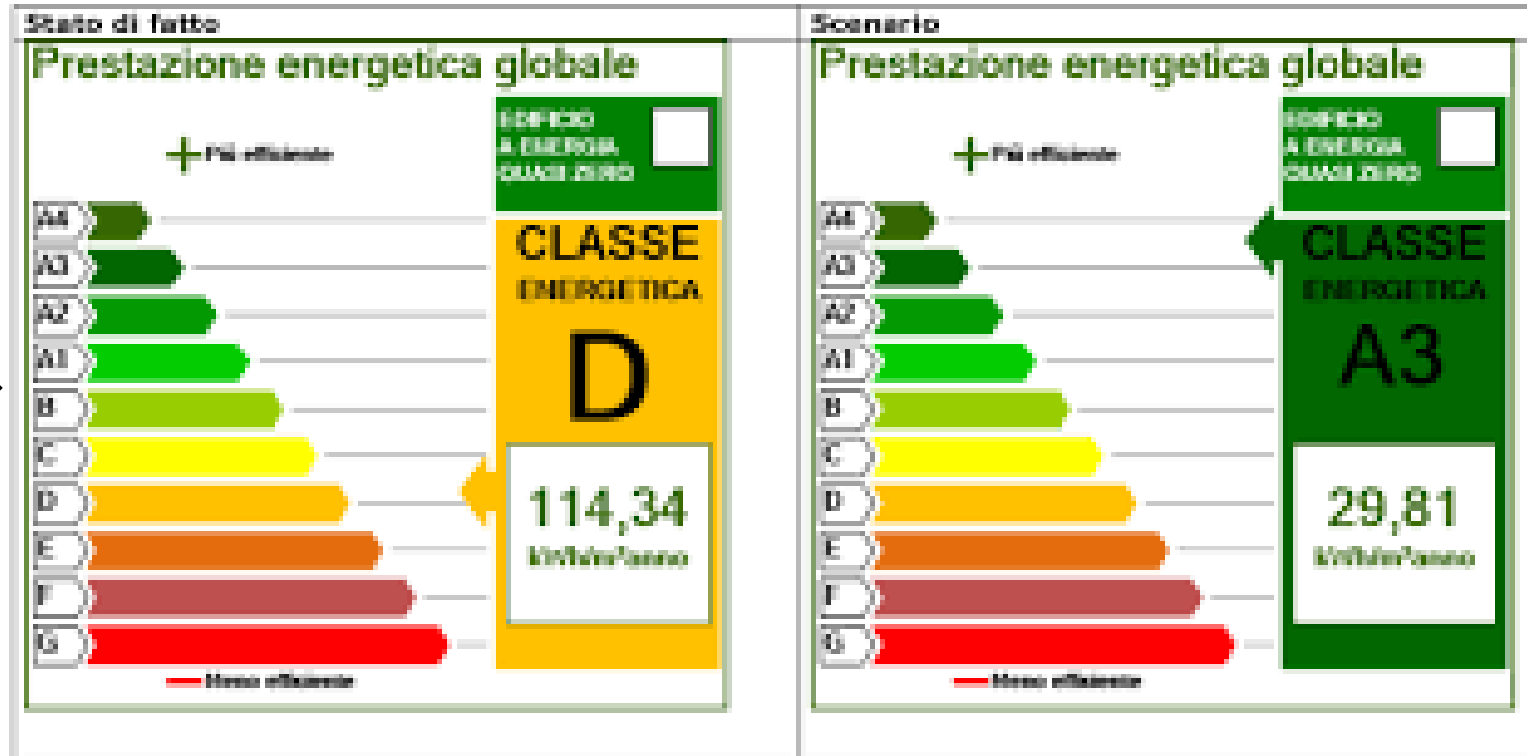 Stato di fatto
Prestazione energetica globale
EDIFICIO
A ENERGIA
QUASI ZERO
Più efficiente
A4
A3
A2
A1
B
C
D
E
F
G
Meno efficiente
CLASSE
ENERGETICA
D
114,34
kWh/m²anno
Scenario
Prestazione energetica globale
EDIFICIO
A ENERGIA
QUASI ZERO
Più efficiente
A4
A3
A2
A1
B
C
D
E
F
G
Meno efficiente
CLASSE
ENERGETICA
A3
29,81
kWh/m²anno